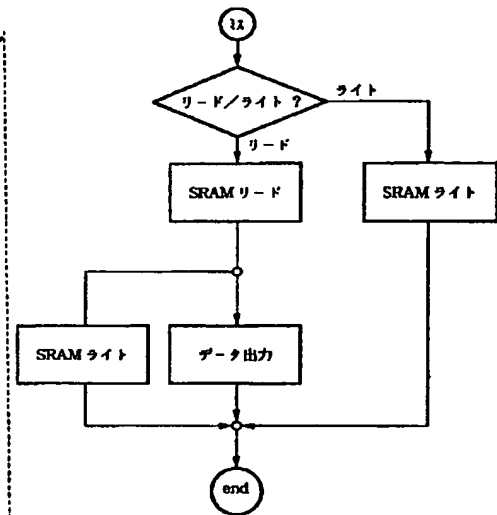 ミス
リード／ライト ?
ライト
リード
SRAM リード
SRAM ライト
SRAM ライト
データ出力
end